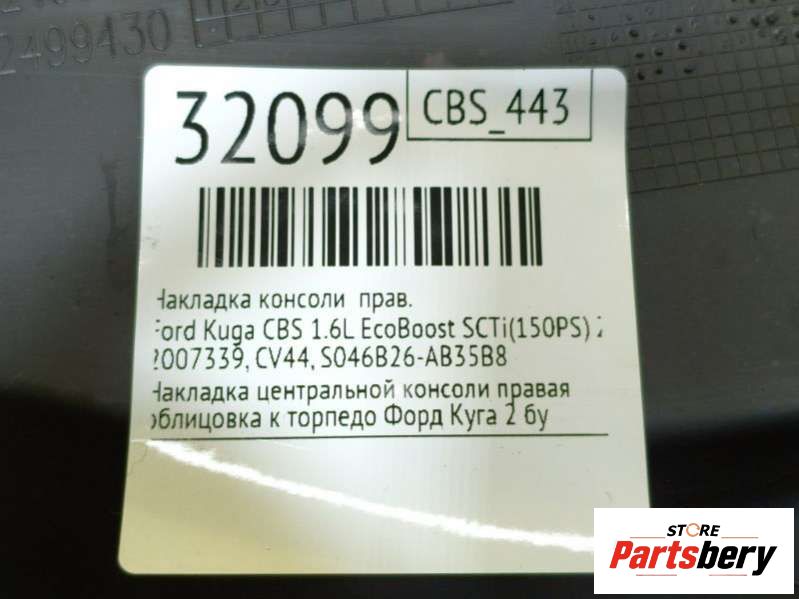 2499430
32099
CBS_443
Накладка консоли прав.
Ford Kuga CBS 1.6L EcoBoost SCTi(150PS) 2
2007339, CV44, S046B26-AB35B8
Накладка центральной консоли правая
облицовка к торпедо Форд Куга 2 бу
STORE
Partsbery